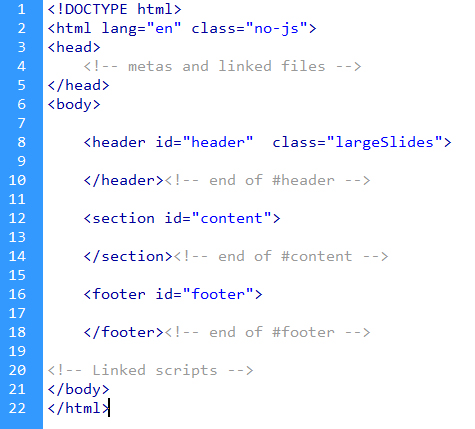 1 <!DOCTYPE html>
2 <html lang="en" class="no-js">
3 <head>
4     <!-- metas and linked files -->
5 </head>
6 <body>
7
8     <header id="header"  class="largeSlides">
9
10     </header><!-- end of #header -->
11
12     <section id="content">
13
14     </section><!-- end of #content -->
15
16     <footer id="footer">
17
18     </footer><!-- end of #footer -->
19
20 <!-- Linked scripts -->
21 </body>
22 </html>